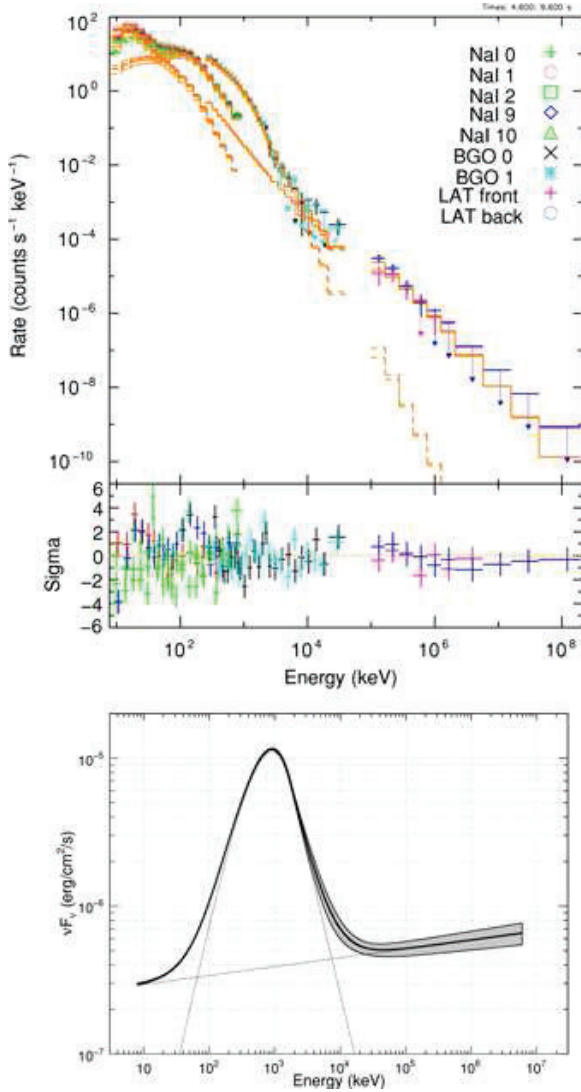 Times: 4.600: 9.600 s
10²
10⁰
10⁻²
10⁻⁴
10⁻⁶
10⁻⁸
10⁻¹⁰
Rate (counts s⁻¹ keV⁻¹)
NaI 0
NaI 1
NaI 2
NaI 9
NaI 10
BGO 0
BGO 1
LAT front
LAT back
6
4
2
0
−2
−4
−6
Sigma
10² 10⁴ 10⁶ 10⁸
Energy (keV)
10⁻⁵
10⁻⁶
10⁻⁷
νFᵥ (erg/cm²/s)
10 10² 10³ 10⁴ 10⁵ 10⁶ 10⁷
Energy (keV)